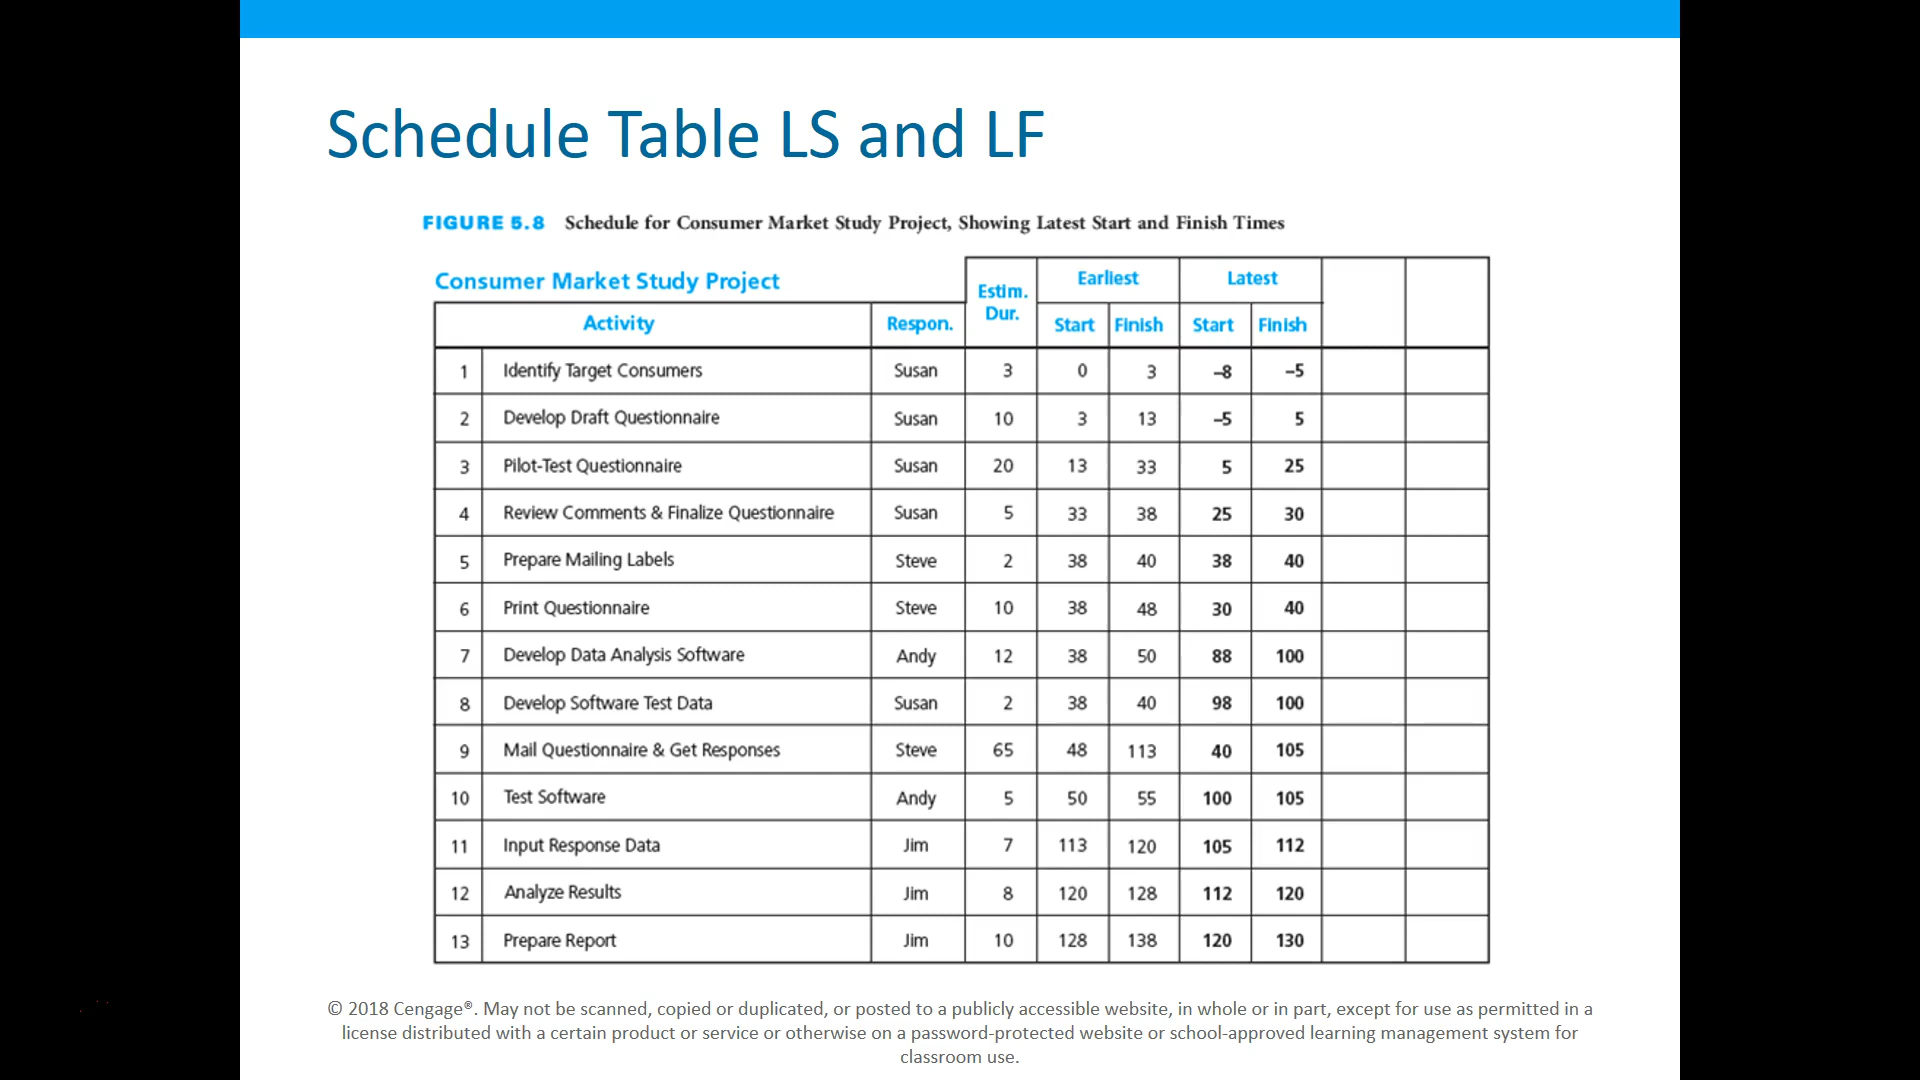 Schedule Table LS and LF
FIGURE 5.8 Schedule for Consumer Market Study Project, Showing Latest Start and Finish Times
Consumer Market Study Project Estim. Dur. Earliest Latest
Activity Respon. Start Finish Start Finish
1 Identify Target Consumers Susan 3 0 3 –8 –5
2 Develop Draft Questionnaire Susan 10 3 13 –5 5
3 Pilot-Test Questionnaire Susan 20 13 33 5 25
4 Review Comments & Finalize Questionnaire Susan 5 33 38 25 30
5 Prepare Mailing Labels Steve 2 38 40 38 40
6 Print Questionnaire Steve 10 38 48 30 40
7 Develop Data Analysis Software Andy 12 38 50 88 100
8 Develop Software Test Data Susan 2 38 40 98 100
9 Mail Questionnaire & Get Responses Steve 65 48 113 40 105
10 Test Software Andy 5 50 55 100 105
11 Input Response Data Jim 7 113 120 105 112
12 Analyze Results Jim 8 120 128 112 120
13 Prepare Report Jim 10 128 138 120 130
© 2018 Cengage®. May not be scanned, copied or duplicated, or posted to a publicly accessible website, in whole or in part, except for use as permitted in a
license distributed with a certain product or service or otherwise on a password-protected website or school-approved learning management system for
classroom use.